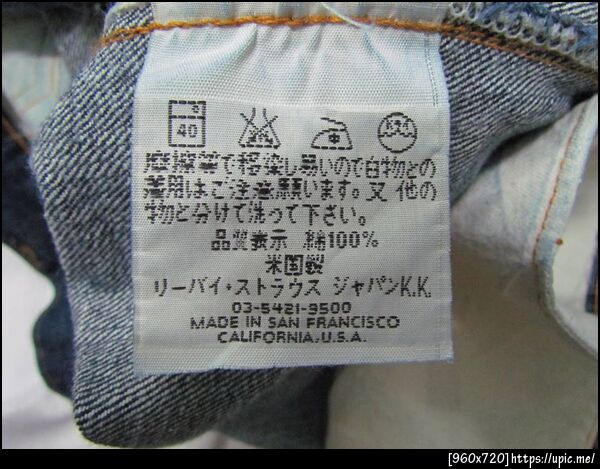 40
摩擦等で移染し易いので白物との
着用はご注意願います。又 他の
物と分けて洗って下さい。
品質表示 綿100%
米国製
リーバイ・ストラウス ジャパンK.K.
03-5421-9500
MADE IN SAN FRANCISCO
CALIFORNIA.U.S.A.
[960x720]https://upic.me/